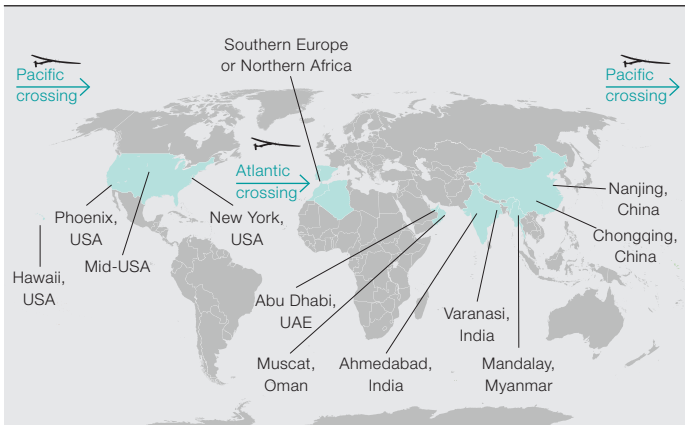 Southern Europe
or Northern Africa
Pacific
crossing
Pacific
crossing
Atlantic
crossing
Phoenix,
USA
New York,
USA
Mid-USA
Hawaii,
USA
Nanjing,
China
Chongqing,
China
Abu Dhabi,
UAE
Varanasi,
India
Muscat,
Oman
Ahmedabad,
India
Mandalay,
Myanmar